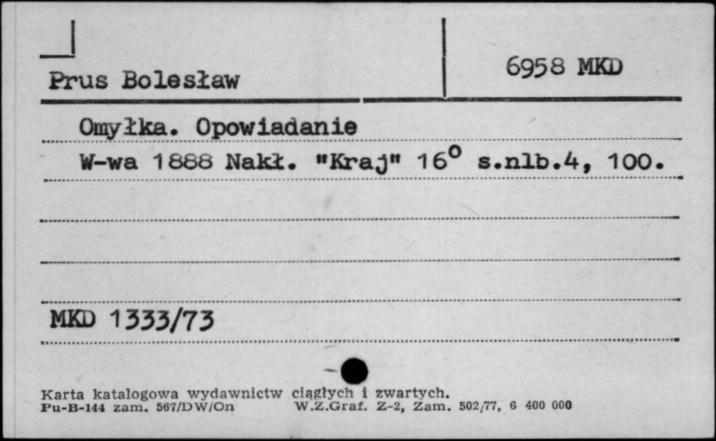 6958 MKD
Prus Bolesław
Omyłka. Opowiadanie
W-wa 1888 Nakł. "Kraj" 16° s.nlb.4, 100.
MKD 1333/73
Karta katalogowa wydawnictw ciągłych i zwartych.
Pu-B-144 zam. 567/DW/On W.Z.Graf. Z-2, Zam. 502/77, 6 400 000